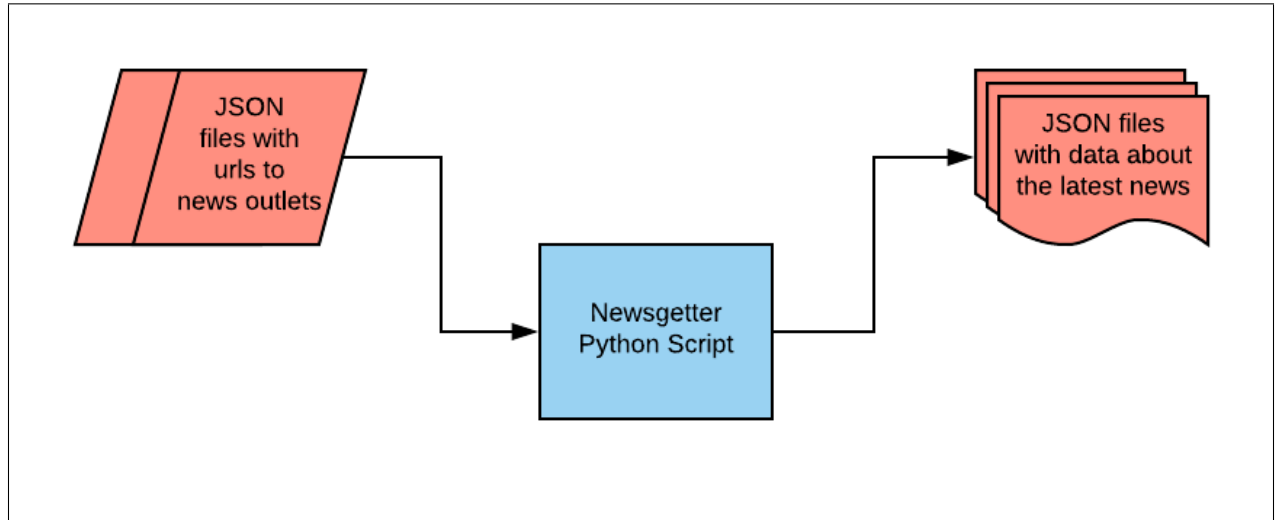 JSON
files with
urls to
news outlets
Newsgetter
Python Script
JSON files
with data about
the latest news